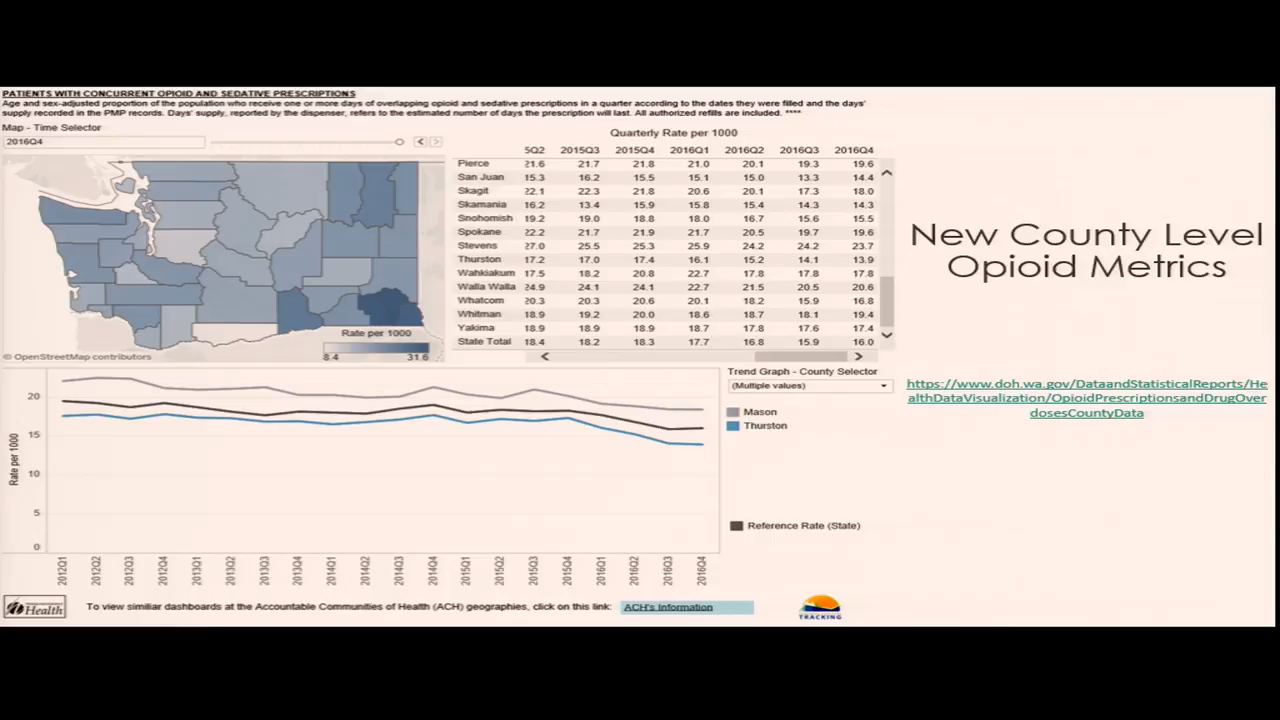 PATIENTS WITH CONCURRENT OPIOID AND SEDATIVE PRESCRIPTIONS
Age and sex-adjusted proportion of the population who receive one or more days of overlapping opioid and sedative prescriptions in a quarter according to the dates they were filled and the days'
supply recorded in the PMP records. Days' supply, reported by the dispenser, refers to the estimated number of days the prescription will last. All authorized refills are included. ****
Map - Time Selector
2016Q4
Rate per 1000
8.4 31.6
© OpenStreetMap contributors
Quarterly Rate per 1000
5Q2 2015Q3 2015Q4 2016Q1 2016Q2 2016Q3 2016Q4
Pierce 21.6 21.7 21.8 21.0 20.1 19.3 19.6
San Juan 15.3 16.2 15.5 15.1 15.0 13.3 14.4
Skagit 22.1 22.3 21.8 20.6 20.1 17.3 18.0
Skamania 16.2 13.4 15.9 15.8 15.4 14.3 14.3
Snohomish 19.2 19.0 18.8 18.0 16.7 15.6 15.5
Spokane 22.2 21.7 21.9 21.7 20.5 19.7 19.6
Stevens 27.0 25.5 25.3 25.9 24.2 24.2 23.7
Thurston 17.2 17.0 17.4 16.1 15.2 14.1 13.9
Wahkiakum 17.5 18.2 20.8 22.7 17.8 17.8 17.8
Walla Walla 24.9 24.1 24.1 22.7 21.5 20.5 20.6
Whatcom 20.3 20.3 20.6 20.1 18.2 15.9 16.8
Whitman 18.9 19.2 20.0 18.6 18.7 18.1 19.4
Yakima 18.9 18.9 18.9 18.7 17.8 17.6 17.4
State Total 18.4 18.2 18.3 17.7 16.8 15.9 16.0
New County Level
Opioid Metrics
https://www.doh.wa.gov/DataandStatisticalReports/He
althDataVisualization/OpioidPrescriptionsandDrugOver
dosesCountyData
Trend Graph - County Selector
(Multiple values)
Mason
Thurston
Reference Rate (State)
Rate per 1000
20
15
10
5
0
2012Q1 2012Q2 2012Q3 2012Q4 2013Q1 2013Q2 2013Q3 2013Q4 2014Q1 2014Q2 2014Q3 2014Q4 2015Q1 2015Q2 2015Q3 2015Q4 2016Q1 2016Q2 2016Q3 2016Q4
Health
To view similiar dashboards at the Accountable Communities of Health (ACH) geographies, click on this link:
ACH's Information
TRACKING